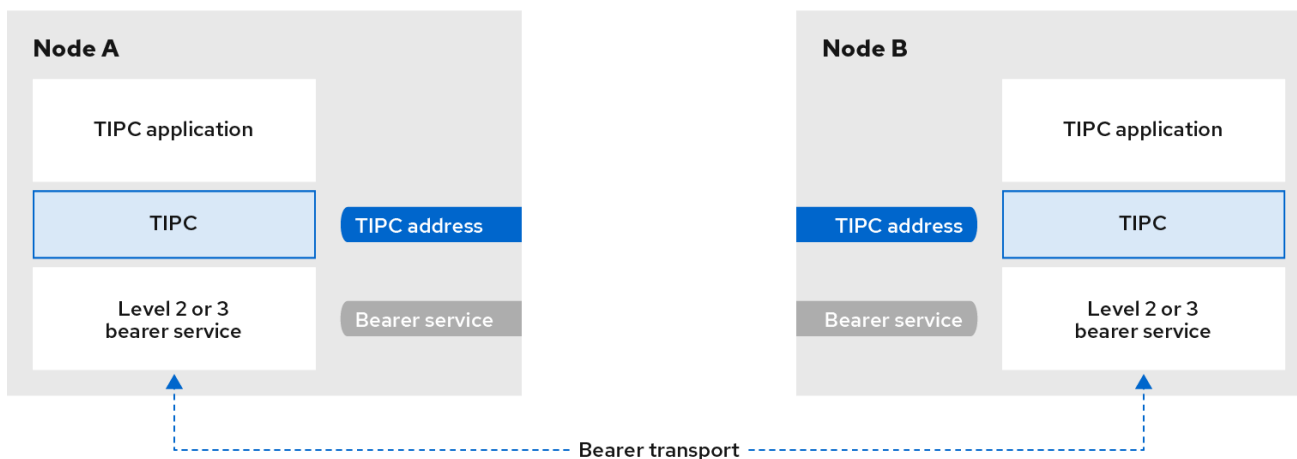 Node A
TIPC application
TIPC
TIPC address
Level 2 or 3
bearer service
Bearer service
Node B
TIPC application
TIPC address
TIPC
Bearer service
Level 2 or 3
bearer service
Bearer transport